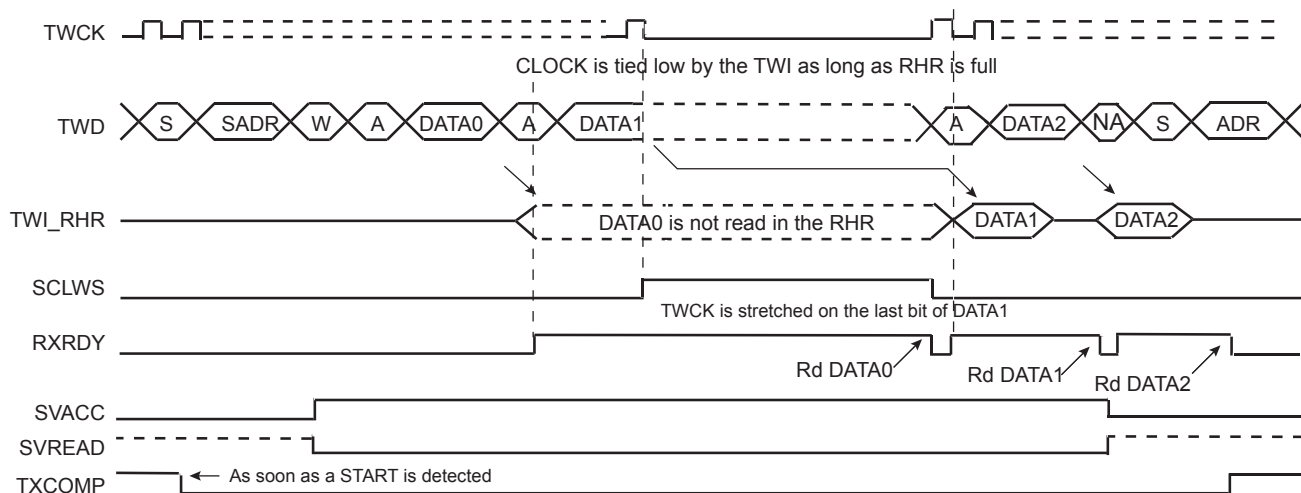 TWCK
CLOCK is tied low by the TWI as long as RHR is full
TWD S SADR W A DATA0 A DATA1 A DATA2 NA S ADR
TWI_RHR DATA0 is not read in the RHR DATA1 DATA2
SCLWS
TWCK is stretched on the last bit of DATA1
RXRDY
Rd DATA0 Rd DATA1 Rd DATA2
SVACC
SVREAD
TXCOMP As soon as a START is detected